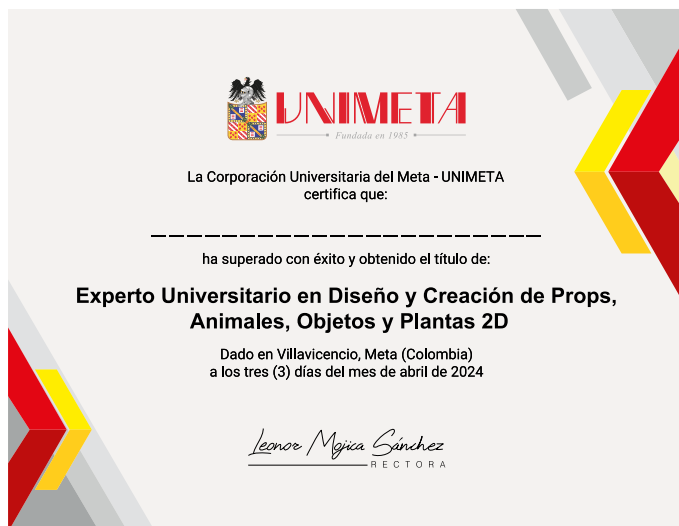 UNIMETA
Fundada en 1985
La Corporación Universitaria del Meta - UNIMETA
certifica que:
ha superado con éxito y obtenido el título de:
Experto Universitario en Diseño y Creación de Props,
Animales, Objetos y Plantas 2D
Dado en Villavicencio, Meta (Colombia)
a los tres (3) días del mes de abril de 2024
Leonor Mojica Sánchez
RECTORA